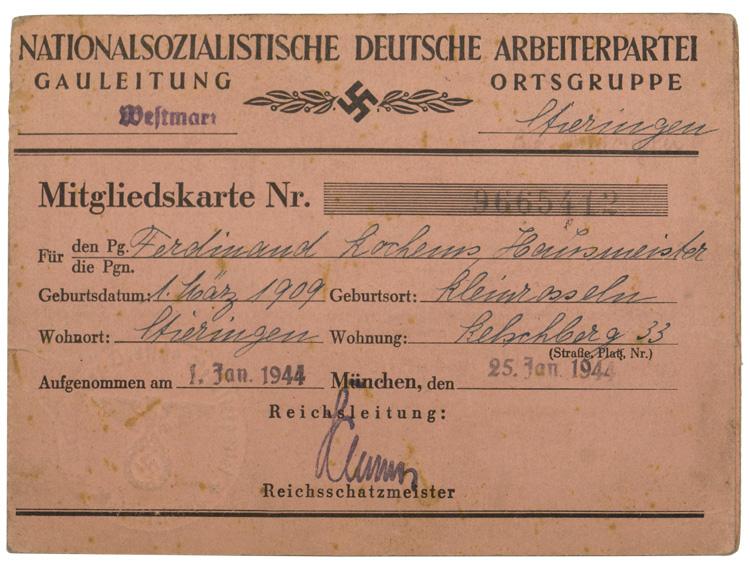 NATIONALSOZIALISTISCHE DEUTSCHE ARBEITERPARTEI
GAULEITUNG ORTSGRUPPE
Westmark Stieringen
Mitgliedskarte Nr. 9665412
Für den Pg. Ferdinand Hausmeister
die Pgn.
Geburtsdatum: 1. März 1909 Geburtsort: Kleinrosseln
Wohnort: Stieringen Wohnung: 33
(Straße, Platz, Nr.)
Aufgenommen am 1. Jan. 1944 München, den 25. Jan. 1944
Reichsleitung:
Reichsschatzmeister